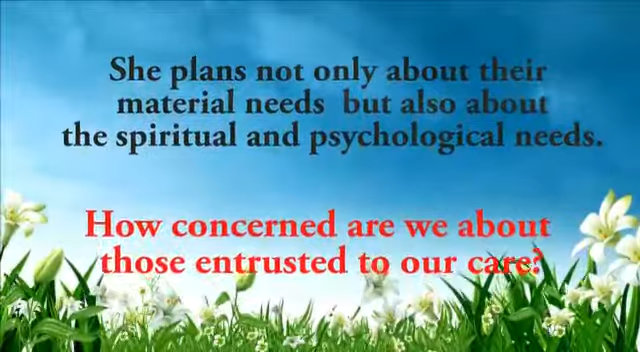 She plans not only about their
material needs but also about
the spiritual and psychological needs.
How concerned are we about
those entrusted to our care?